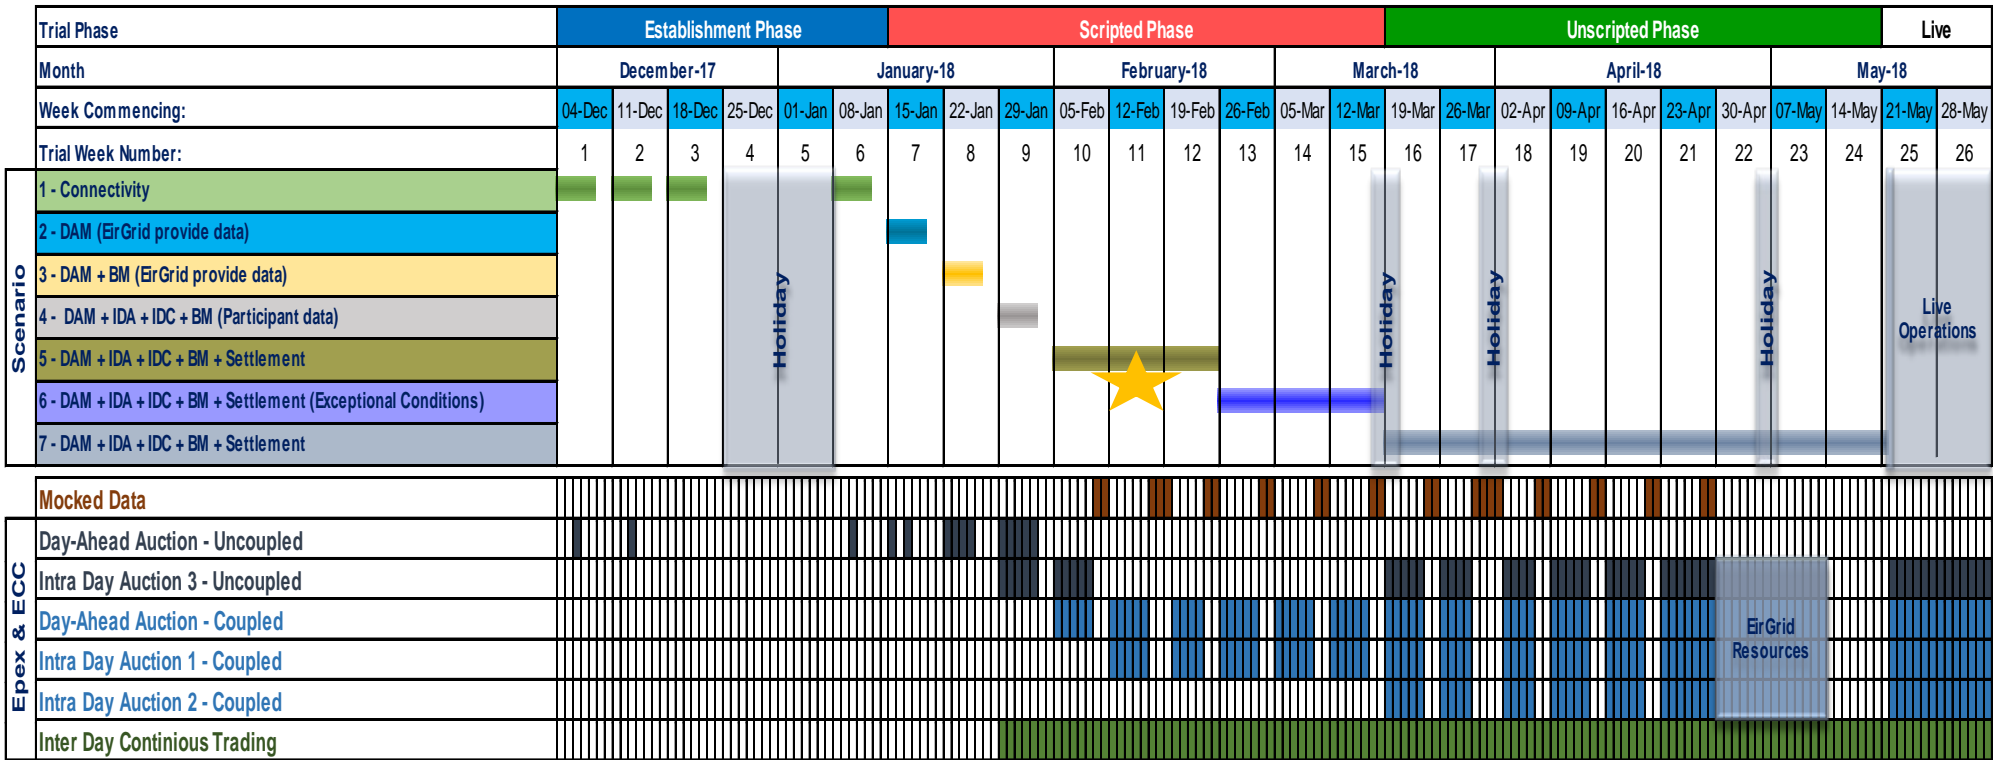 Trial Phase Establishment Phase Scripted Phase Unscripted Phase Live
Month December-17 January-18 February-18 March-18 April-18 May-18
Week Commencing: 04-Dec 11-Dec 18-Dec 25-Dec 01-Jan 08-Jan 15-Jan 22-Jan 29-Jan 05-Feb 12-Feb 19-Feb 26-Feb 05-Mar 12-Mar 19-Mar 26-Mar 02-Apr 09-Apr 16-Apr 23-Apr 30-Apr 07-May 14-May 21-May 28-May
Trial Week Number: 1 2 3 4 5 6 7 8 9 10 11 12 13 14 15 16 17 18 19 20 21 22 23 24 25 26
Scenario
1 - Connectivity
2 - DAM (EirGrid provide data)
3 - DAM + BM (EirGrid provide data)
4 - DAM + IDA + IDC + BM (Participant data)
5 - DAM + IDA + IDC + BM + Settlement
6 - DAM + IDA + IDC + BM + Settlement (Exceptional Conditions)
7 - DAM + IDA + IDC + BM + Settlement
Holiday
Holiday
Holiday
Holiday
Live
Operations
Mocked Data
Epex & ECC
Day-Ahead Auction - Uncoupled
Intra Day Auction 3 - Uncoupled
Day-Ahead Auction - Coupled
Intra Day Auction 1 - Coupled
Intra Day Auction 2 - Coupled
Inter Day Continious Trading
EirGrid
Resources